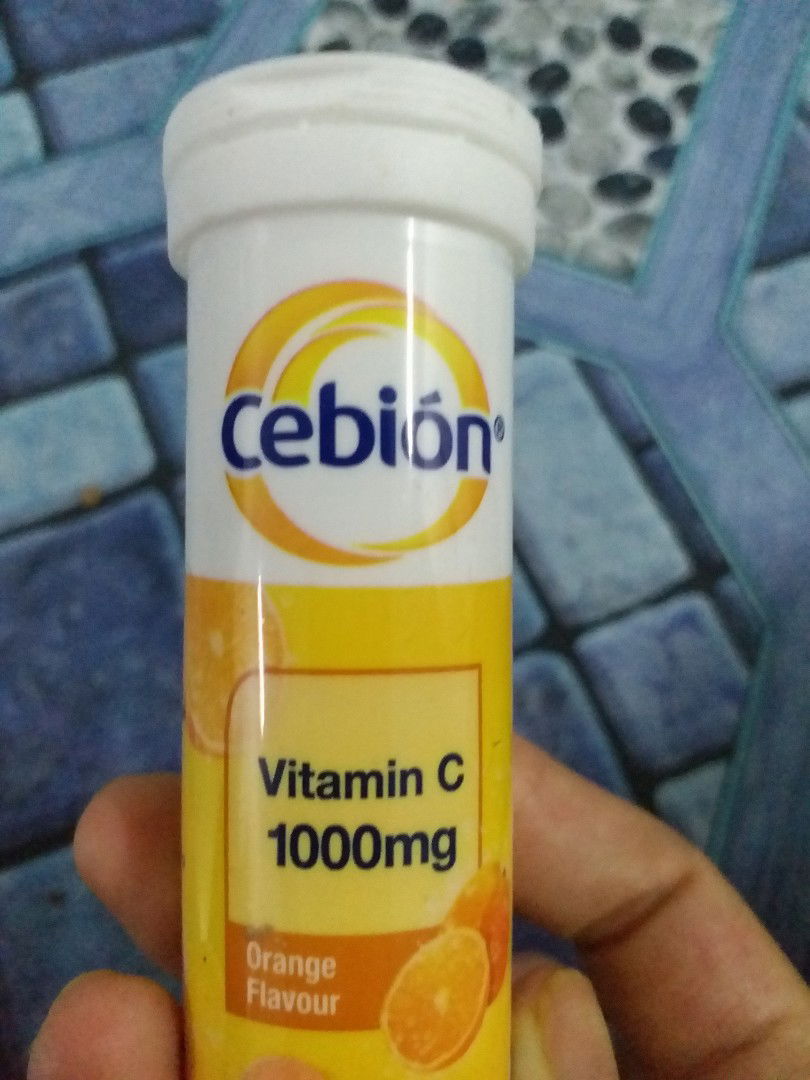 Cebión®
Vitamin C
1000mg
Orange
Flavour